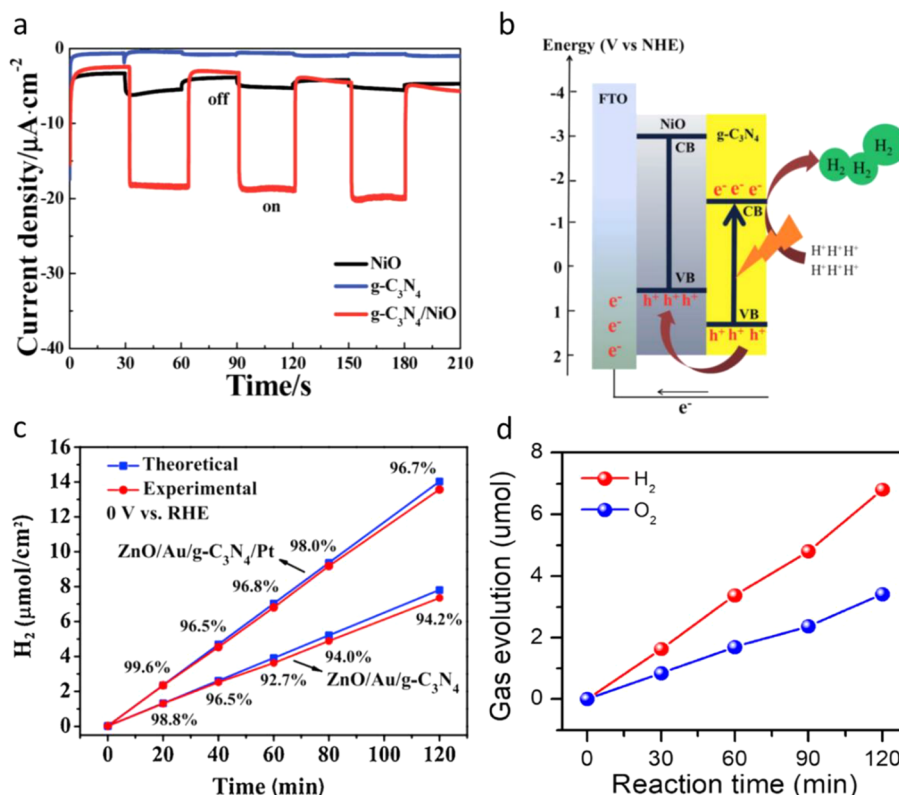 a
0
-10
-20
-30
-40
Current density/μA·cm⁻²
off
on
NiO
g-C₃N₄
g-C₃N₄/NiO
0 30 60 90 120 150 180 210
Time/s
b
Energy (V vs NHE)
-4
-3
-2
-1
0
1
2
FTO
NiO
g-C₃N₄
CB
e⁻ e⁻ e⁻
CB
H₂ H₂ H₂
H⁺H⁺H⁺
H⁺H⁺H⁺
VB
h⁺ h⁺ h⁺
VB
h⁺ h⁺ h⁺
e⁻
e⁻
e⁻
e⁻
c
16
14
12
10
8
6
4
2
0
H₂ (μmol/cm²)
Theoretical
Experimental
0 V vs. RHE
ZnO/Au/g-C₃N₄/Pt
96.7%
98.0%
96.8%
96.5%
99.6%
94.2%
94.0%
92.7%
96.5%
98.8%
ZnO/Au/g-C₃N₄
0 20 40 60 80 100 120
Time (min)
d
8
6
4
2
0
Gas evolution (umol)
H₂
O₂
0 30 60 90 120
Reaction time (min)